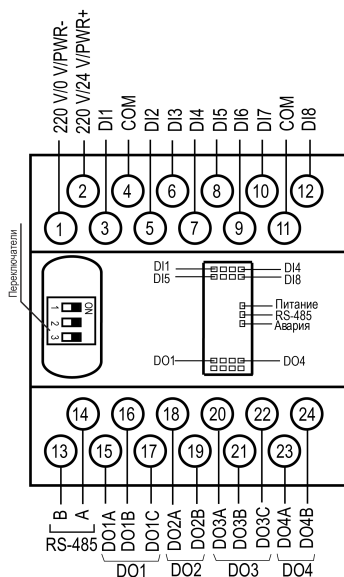 220 V/0 V/PWR-
220 V/24 V/PWR+
DI1
COM
DI2
DI3
DI4
DI5
DI6
DI7
COM
DI8
2
4
6
8
10
12
1
3
5
7
9
11
Переключатели
ON
1
2
3
DI1
DI5
DI4
DI8
Питание
RS-485
Авария
DO1
DO4
14
16
18
20
22
24
13
15
17
19
21
23
B
A
DO1A
DO1B
DO1C
DO2A
DO2B
DO3A
DO3B
DO3C
DO4A
DO4B
RS-485
DO1
DO2
DO3
DO4